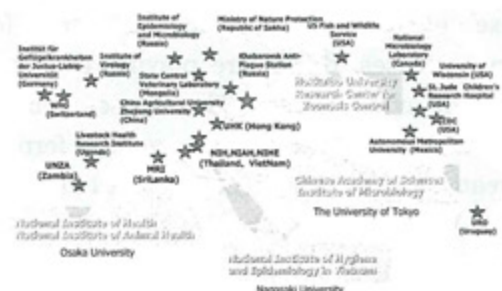 Institut für
Geflügelkrankheiten
der Justus-Liebig-
Universität
(Germany)
WHO
(Switzerland)
Institute of
Virology
(Russia)
Institute of
Epidemiology
and Microbiology
(Russia)
Ministry of Nature Protection
(Republic of Sakha)
State Central
Veterinary Laboratory
(Mongolia)
Khabarovsk Anti-
Plague Station
(Russia)
China Agricultural University
Zhejiang University
(China)
UHK (Hong Kong)
Livestock Health
Research Institute
(Uganda)
UNZA
(Zambia)
MRI
(SriLanka)
NIH,NIAH,NIHE
(Thailand, VietNam)
US Fish and Wildlife
Service
(USA)
National
Microbiology
Laboratory
(Canada)
University of
Wisconsin (USA)
St. Jude Children's
Research Hospital
(USA)
CDC
(USA)
Autonomous Metropolitan
University (Mexico)
(Uruguay)
Hokkaido University
Research Center for
Zoonosis Control
Chinese Academy of Sciences
Institute of Microbiology
The University of Tokyo
National Institute of Health
National Institute of Animal Health
Osaka University
National Institute of Hygiene
and Epidemiology in Vietnam
Nagasaki University